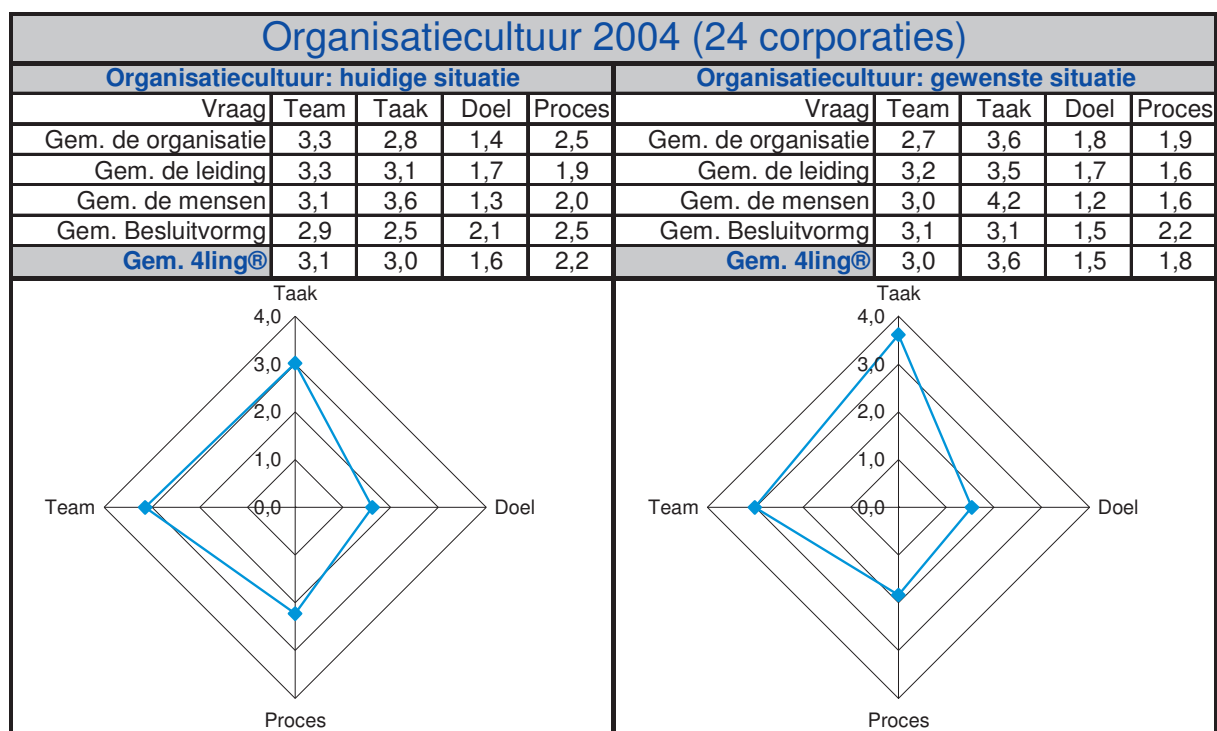 Organisatiecultuur 2004 (24 corporaties)
Organisatiecultuur: huidige situatie
Vraag Team Taak Doel Proces
Gem. de organisatie 3,3 2,8 1,4 2,5
Gem. de leiding 3,3 3,1 1,7 1,9
Gem. de mensen 3,1 3,6 1,3 2,0
Gem. Besluitvormg 2,9 2,5 2,1 2,5
Gem. 4ling® 3,1 3,0 1,6 2,2
Organisatiecultuur: gewenste situatie
Vraag Team Taak Doel Proces
Gem. de organisatie 2,7 3,6 1,8 1,9
Gem. de leiding 3,2 3,5 1,7 1,6
Gem. de mensen 3,0 4,2 1,2 1,6
Gem. Besluitvormg 3,1 3,1 1,5 2,2
Gem. 4ling® 3,0 3,6 1,5 1,8
Taak
4,0
3,0
2,0
1,0
Team 0,0 Doel
Proces
Taak
4,0
3,0
2,0
1,0
Team 0,0 Doel
Proces